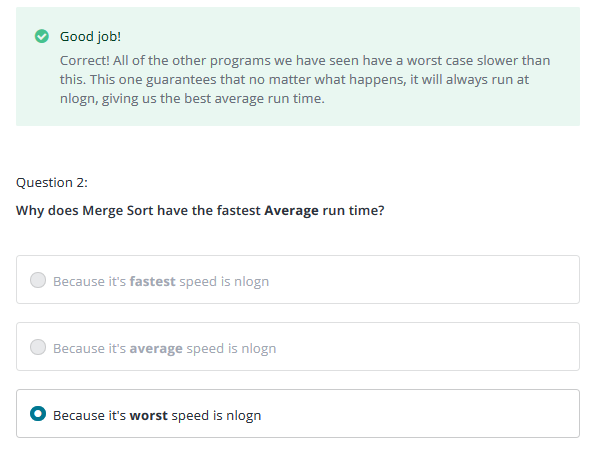 Good job!
Correct! All of the other programs we have seen have a worst case slower than
this. This one guarantees that no matter what happens, it will always run at
nlogn, giving us the best average run time.
Question 2:
Why does Merge Sort have the fastest Average run time?
Because it's fastest speed is nlogn
Because it's average speed is nlogn
Because it's worst speed is nlogn